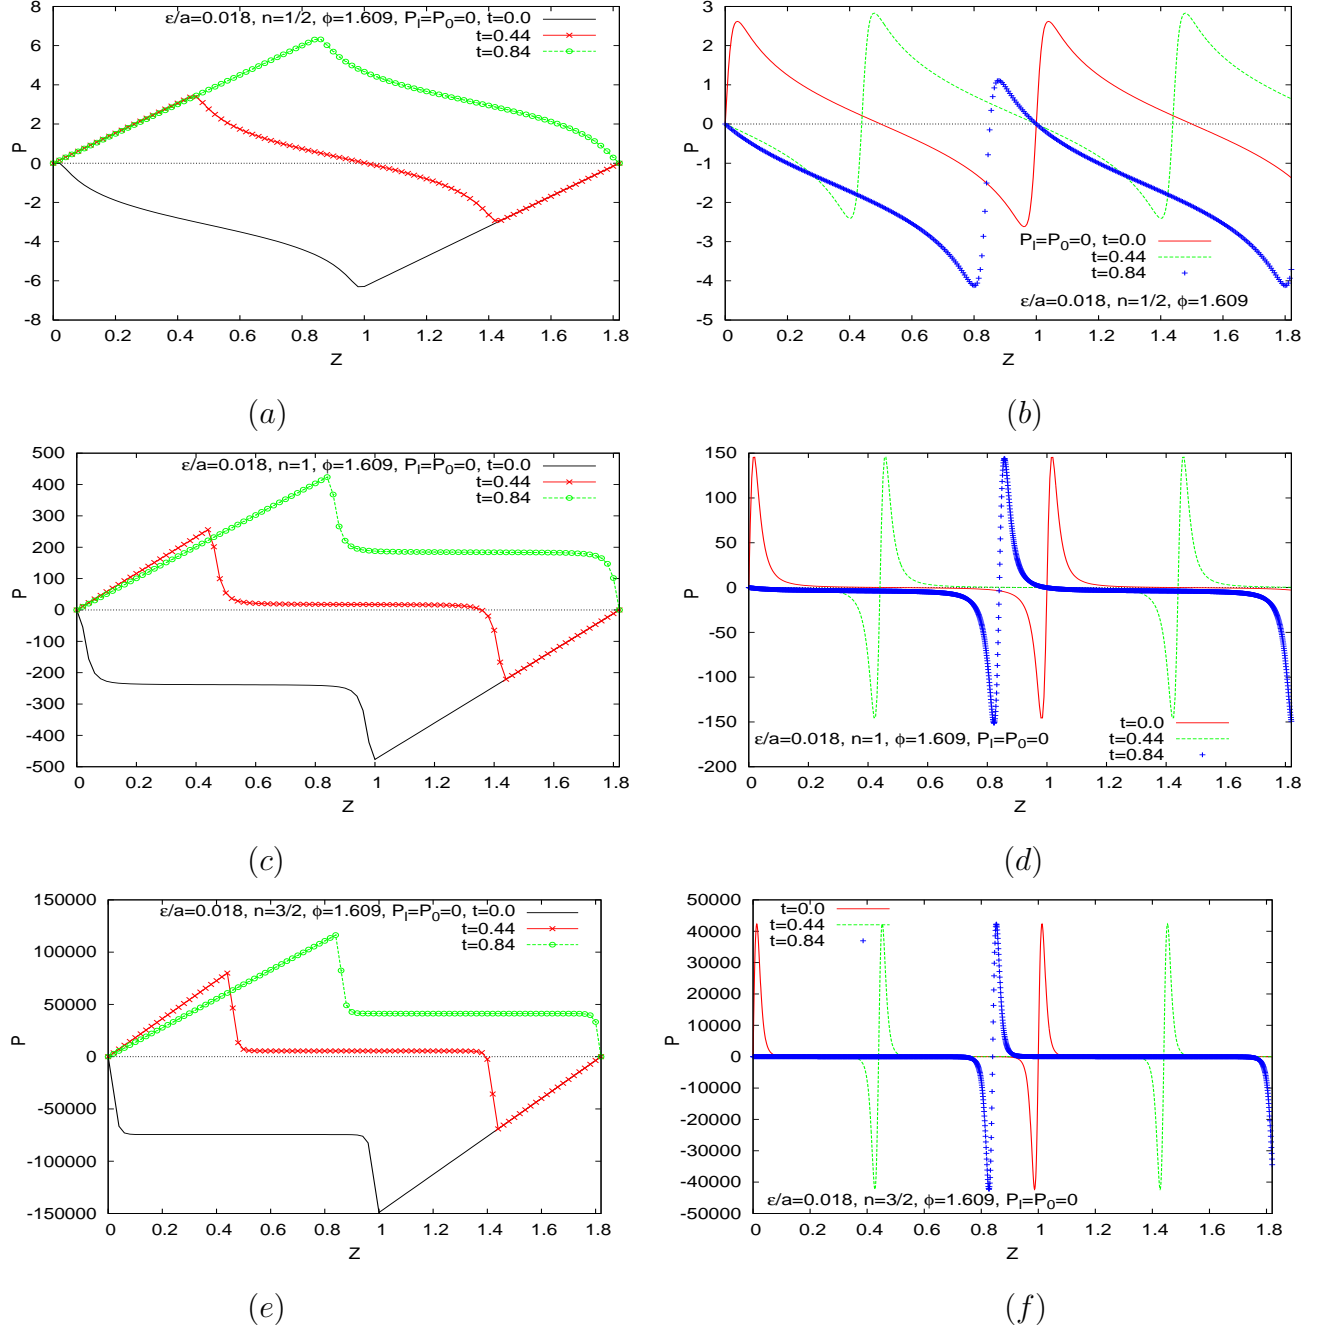 ε/a=0.018, n=1/2, ϕ=1.609, P_l=P_0=0, t=0.0
t=0.44
t=0.84
8
6
4
2
0
-2
-4
-6
-8
P
0 0.2 0.4 0.6 0.8 1 1.2 1.4 1.6 1.8
Z
(a)
3
2
1
0
-1
-2
-3
-4
-5
P
P_l=P_0=0, t=0.0
t=0.44
t=0.84
ε/a=0.018, n=1/2, ϕ=1.609
0 0.2 0.4 0.6 0.8 1 1.2 1.4 1.6 1.8
Z
(b)
ε/a=0.018, n=1, ϕ=1.609, P_l=P_0=0, t=0.0
t=0.44
t=0.84
500
400
300
200
100
0
-100
-200
-300
-400
-500
P
0 0.2 0.4 0.6 0.8 1 1.2 1.4 1.6 1.8
Z
(c)
150
100
50
0
-50
-100
-150
-200
P
t=0.0
ε/a=0.018, n=1, ϕ=1.609, P_l=P_0=0
t=0.44
t=0.84
0 0.2 0.4 0.6 0.8 1 1.2 1.4 1.6 1.8
Z
(d)
ε/a=0.018, n=3/2, ϕ=1.609, P_l=P_0=0, t=0.0
t=0.44
t=0.84
150000
100000
50000
0
-50000
-100000
-150000
P
0 0.2 0.4 0.6 0.8 1 1.2 1.4 1.6 1.8
Z
(e)
t=0.0
t=0.44
t=0.84
50000
40000
30000
20000
10000
0
-10000
-20000
-30000
-40000
-50000
P
ε/a=0.018, n=3/2, ϕ=1.609, P_l=P_0=0
0 0.2 0.4 0.6 0.8 1 1.2 1.4 1.6 1.8
Z
(f)